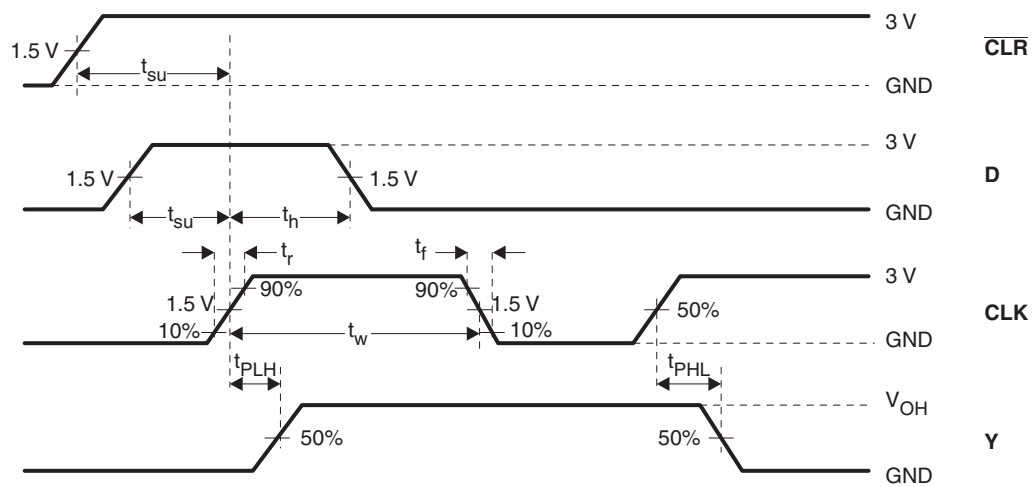 3 V
1.5 V
t_su
CLR
GND
3 V
1.5 V
1.5 V
D
t_su
t_h
GND
t_r
t_f
3 V
90%
90%
1.5 V
1.5 V
50%
CLK
10%
t_w
10%
GND
t_PLH
t_PHL
V_OH
50%
50%
Y
GND